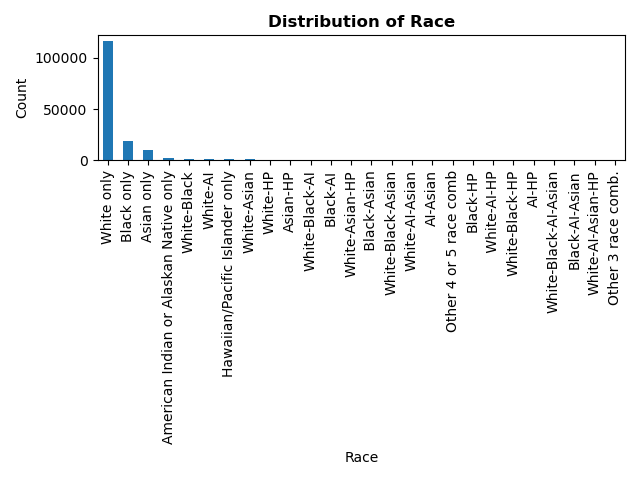 Distribution of Race
Count
100000
50000
0
White only
Black only
Asian only
American Indian or Alaskan Native only
White-Black
White-AI
Hawaiian/Pacific Islander only
White-Asian
White-HP
Asian-HP
White-Black-AI
Black-AI
White-Asian-HP
Black-Asian
White-Black-Asian
White-AI-Asian
AI-Asian
Other 4 or 5 race comb
Black-HP
White-AI-HP
White-Black-HP
AI-HP
White-Black-AI-Asian
Black-AI-Asian
White-AI-Asian-HP
Other 3 race comb.
Race